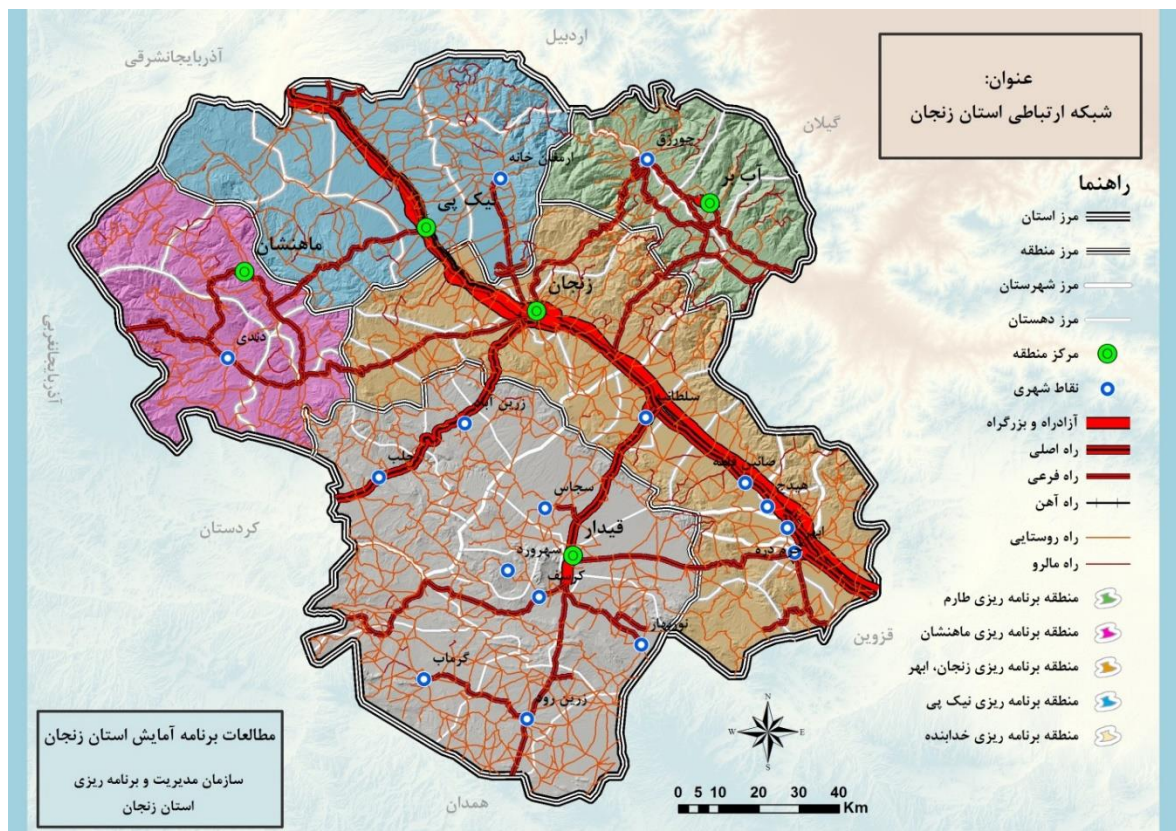 عنوان:
شبکه ارتباطی استان زنجان
راهنما
مرز استان
مرز منطقه
مرز شهرستان
مرز دهستان
مرکز منطقه
نقاط شهری
آزادراه و بزرگراه
راه اصلی
راه فرعی
راه آهن
راه روستایی
راه مالرو
منطقه برنامه ریزی طارم
منطقه برنامه ریزی ماهنشان
منطقه برنامه ریزی زنجان، ابهر
منطقه برنامه ریزی نیک پی
منطقه برنامه ریزی خدابنده
اردبیل
آذربایجانشرقی
گیلان
آذربایجانغربی
کردستان
قزوین
همدان
چورزق
آب بر
ارمغان خانه
نیک پی
ماهنشان
زنجان
دندی
زرین آباد
حلب
سجاس
قیدار
سهرورد
کرسف
نوربهار
گرماب
زرین رود
هیدج
ابهر
خرم دره
N
W
E
S
0 5 10 20 30 40
Km
مطالعات برنامه آمایش استان زنجان
سازمان مدیریت و برنامه ریزی
استان زنجان